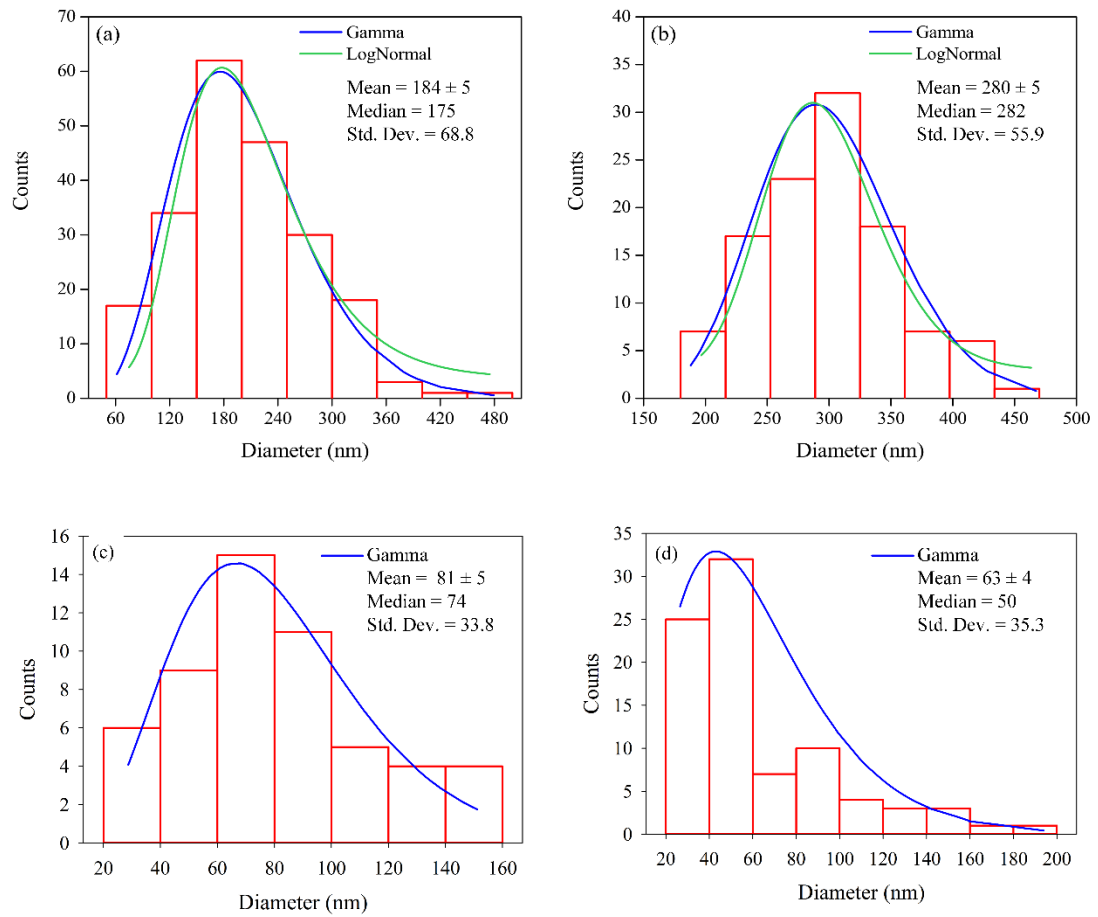 (a)
Gamma
LogNormal
Mean = 184 ± 5
Median = 175
Std. Dev. = 68.8
70
60
50
40
30
20
10
0
Counts
60 120 180 240 300 360 420 480
Diameter (nm)
(b)
Gamma
LogNormal
Mean = 280 ± 5
Median = 282
Std. Dev. = 55.9
40
35
30
25
20
15
10
5
0
Counts
150 200 250 300 350 400 450 500
Diameter (nm)
(c)
Gamma
Mean = 81 ± 5
Median = 74
Std. Dev. = 33.8
16
14
12
10
8
6
4
2
0
Counts
20 40 60 80 100 120 140 160
Diameter (nm)
(d)
Gamma
Mean = 63 ± 4
Median = 50
Std. Dev. = 35.3
35
30
25
20
15
10
5
0
Counts
20 40 60 80 100 120 140 160 180 200
Diameter (nm)